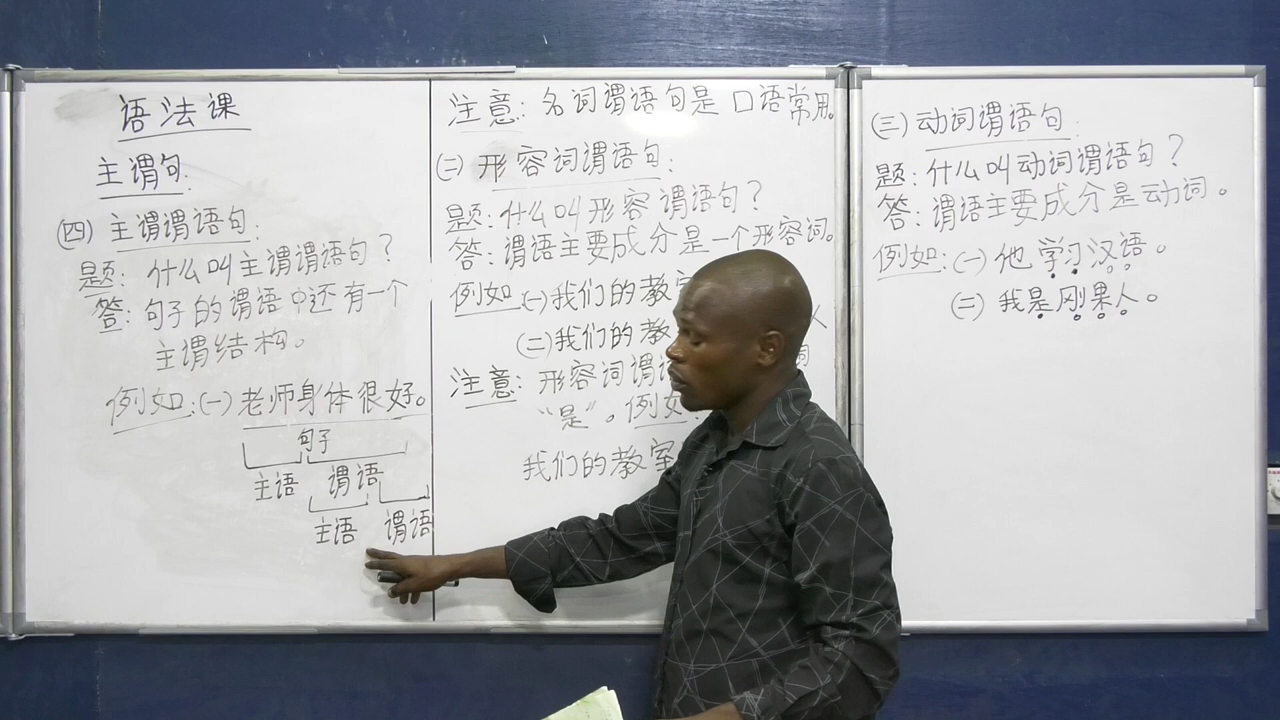 语法课
主谓句:
(四) 主谓谓语句:
题: 什么叫主谓谓语句?
答: 句子的谓语中还有一个
主谓结构。
例如:(一) 老师身体很好。
句子
主语 谓语
主语 谓语
注意: 名词谓语句是口语常用。
(二) 形容词谓语句:
题: 什么叫形容谓语句?
答: 谓语主要成分是一个形容词。
例如(一)我们的教室
(二)我们的教
注意: 形容词谓语 词
“是”。例如:
我们的教室
(三) 动词谓语句:
题: 什么叫动词谓语句?
答: 谓语主要成分是动词。
例如:(一) 他学习汉语。
(二) 我是刚果人。